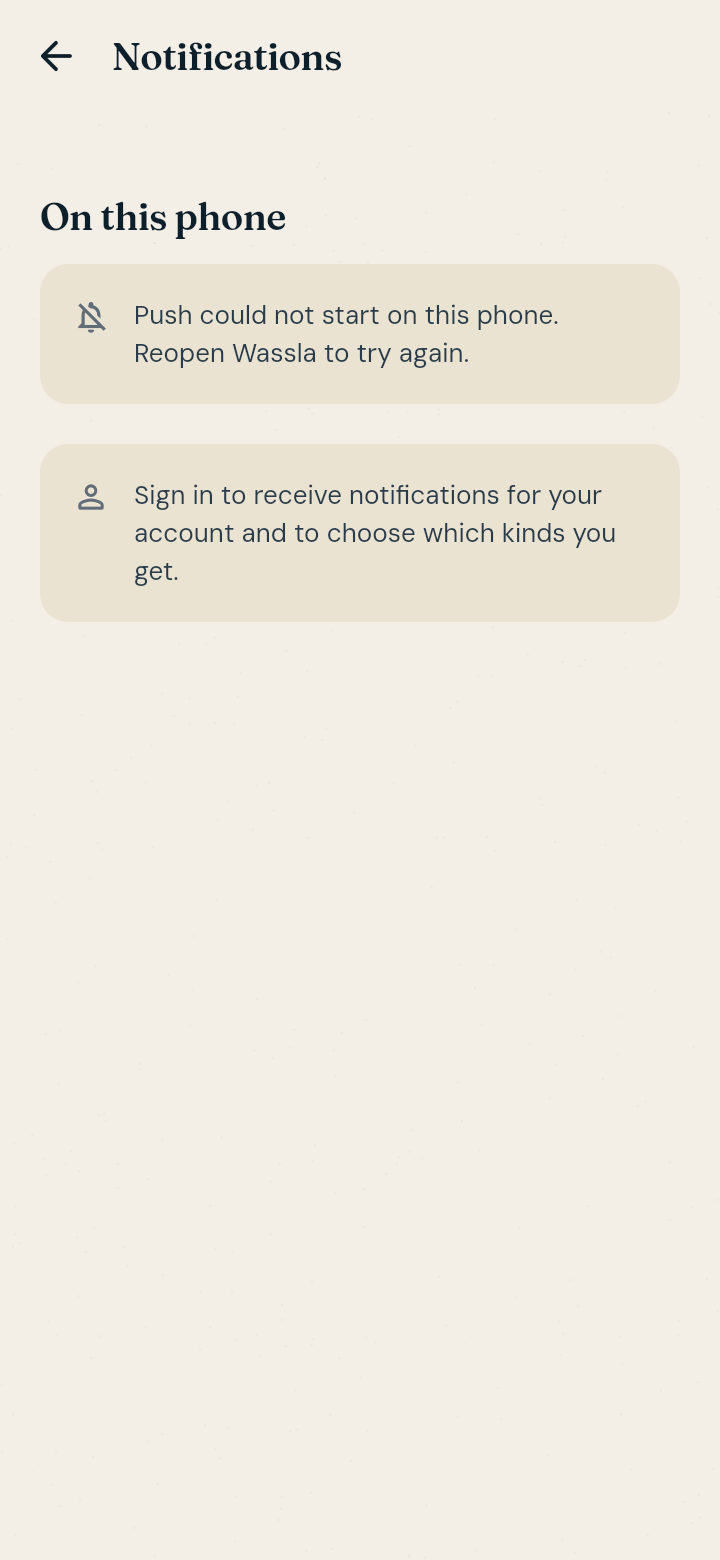 Notifications
On this phone
Push could not start on this phone.
Reopen Wassla to try again.
Sign in to receive notifications for your
account and to choose which kinds you
get.